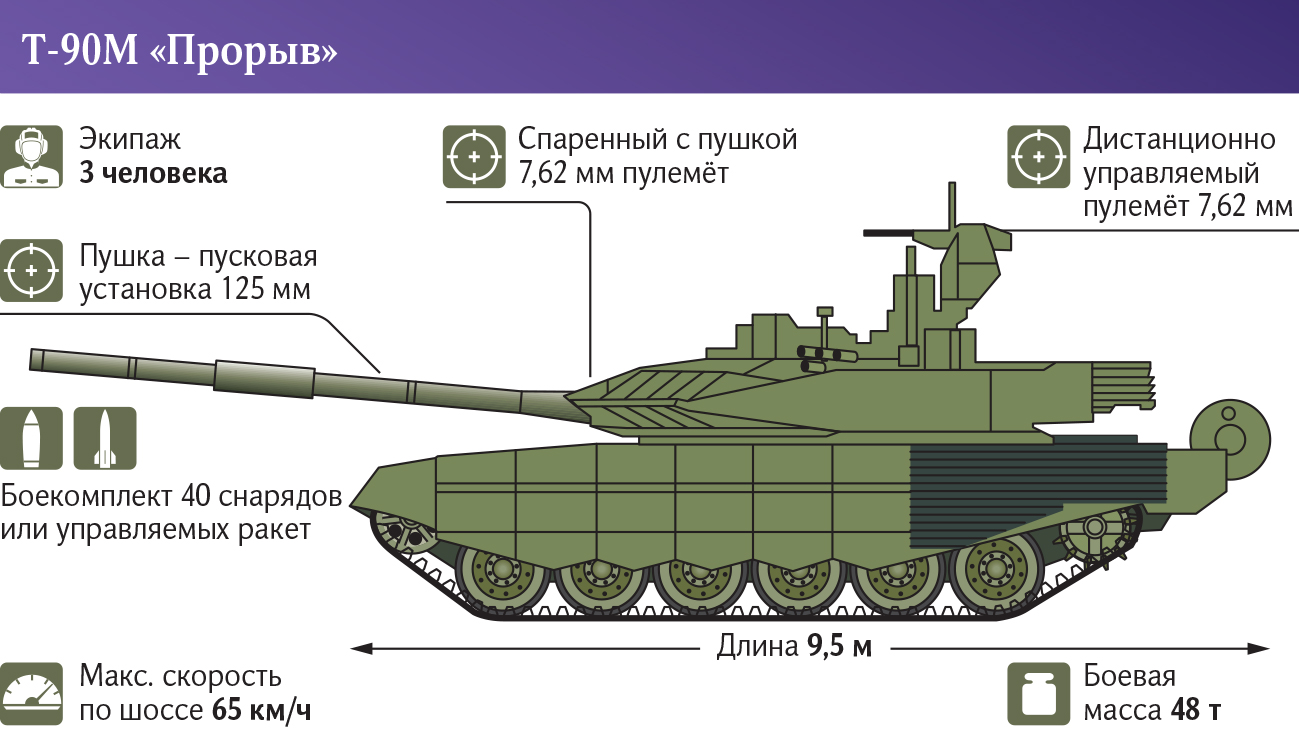 Т-90М «Прорыв»
Экипаж
3 человека
Спаренный с пушкой
7,62 мм пулемёт
Дистанционно
управляемый
пулемёт 7,62 мм
Пушка – пусковая
установка 125 мм
Боекомплект 40 снарядов
или управляемых ракет
Длина 9,5 м
Макс. скорость
по шоссе 65 км/ч
Боевая
масса 48 т